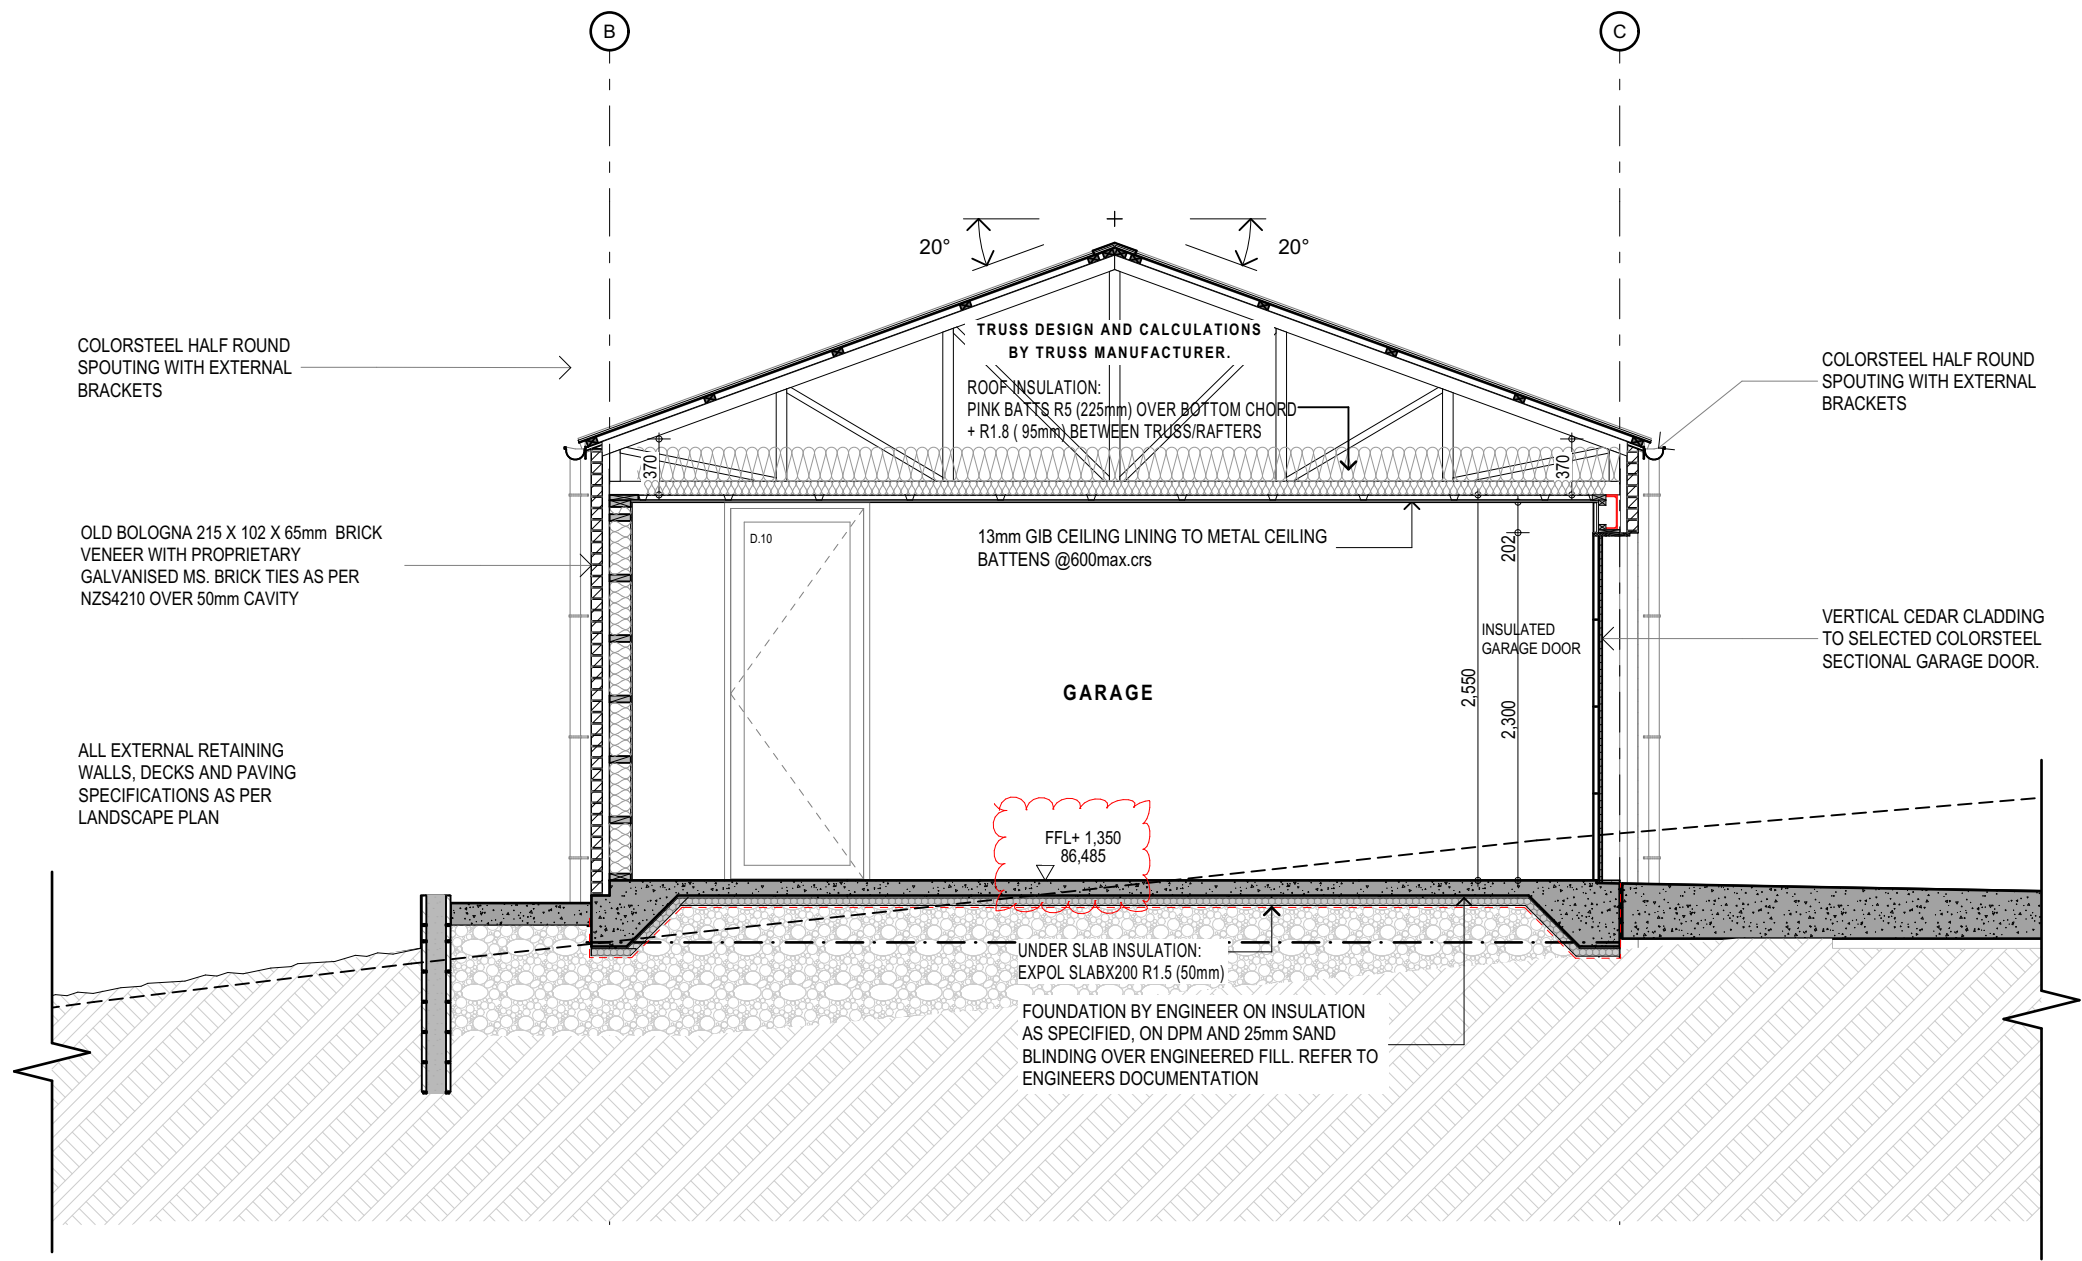 B
C
20°
20°
TRUSS DESIGN AND CALCULATIONS
BY TRUSS MANUFACTURER.
COLORSTEEL HALF ROUND
SPOUTING WITH EXTERNAL
BRACKETS
COLORSTEEL HALF ROUND
SPOUTING WITH EXTERNAL
BRACKETS
ROOF INSULATION:
PINK BATTS R5 (225mm) OVER BOTTOM CHORD
+ R1.8 ( 95mm) BETWEEN TRUSS/RAFTERS
370
370
OLD BOLOGNA 215 X 102 X 65mm BRICK
VENEER WITH PROPRIETARY
GALVANISED MS. BRICK TIES AS PER
NZS4210 OVER 50mm CAVITY
D.10
13mm GIB CEILING LINING TO METAL CEILING
BATTENS @600max.crs
202
INSULATED
GARAGE DOOR
VERTICAL CEDAR CLADDING
TO SELECTED COLORSTEEL
SECTIONAL GARAGE DOOR.
GARAGE
2,550
2,300
ALL EXTERNAL RETAINING
WALLS, DECKS AND PAVING
SPECIFICATIONS AS PER
LANDSCAPE PLAN
FFL+ 1,350
86,485
UNDER SLAB INSULATION:
EXPOL SLABX200 R1.5 (50mm)
FOUNDATION BY ENGINEER ON INSULATION
AS SPECIFIED, ON DPM AND 25mm SAND
BLINDING OVER ENGINEERED FILL. REFER TO
ENGINEERS DOCUMENTATION